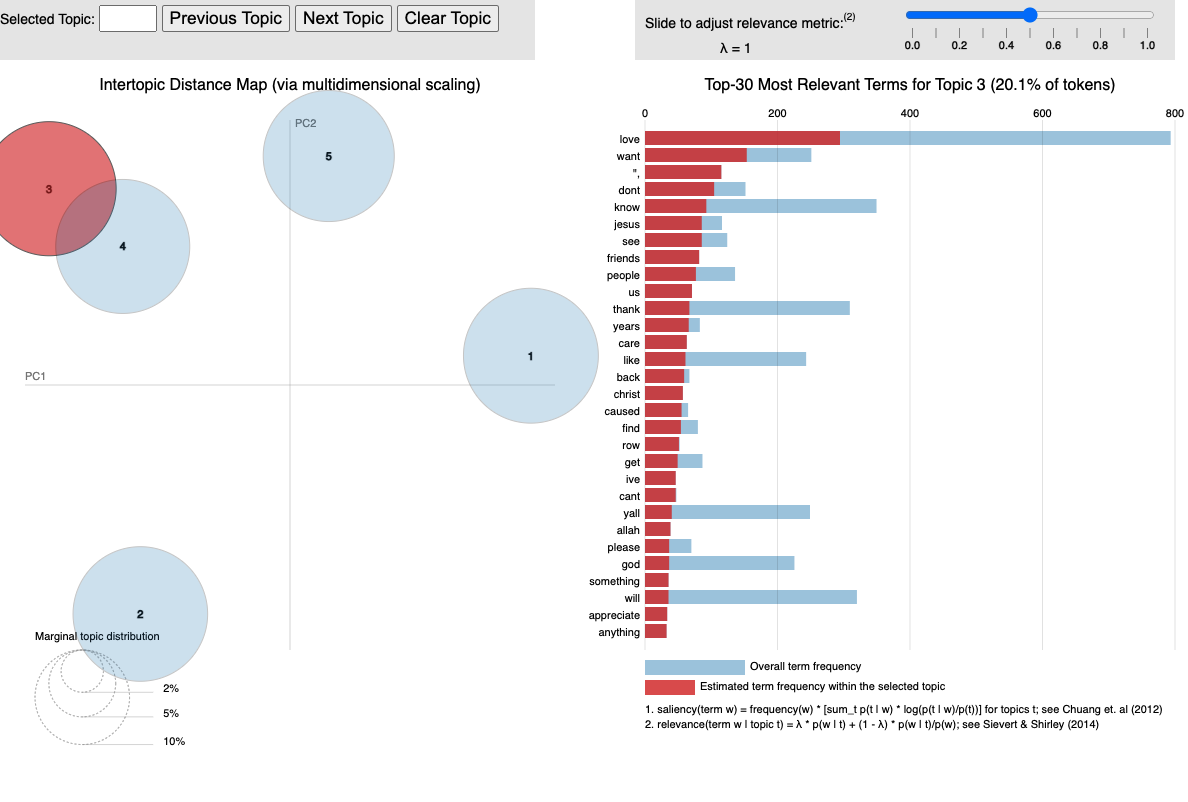 Selected Topic: Previous Topic Next Topic Clear Topic
Slide to adjust relevance metric:(2)
λ = 1
0.0 0.2 0.4 0.6 0.8 1.0
Intertopic Distance Map (via multidimensional scaling)
PC2
5
3
4
1
PC1
2
Marginal topic distribution
2%
5%
10%
Top-30 Most Relevant Terms for Topic 3 (20.1% of tokens)
0 200 400 600 800
love
want
",
dont
know
jesus
see
friends
people
us
thank
years
care
like
back
christ
caused
find
row
get
ive
cant
yall
allah
please
god
something
will
appreciate
anything
Overall term frequency
Estimated term frequency within the selected topic
1. saliency(term w) = frequency(w) * [sum_t p(t | w) * log(p(t | w)/p(t))] for topics t; see Chuang et. al (2012)
2. relevance(term w | topic t) = λ * p(w | t) + (1 - λ) * p(w | t)/p(w); see Sievert & Shirley (2014)